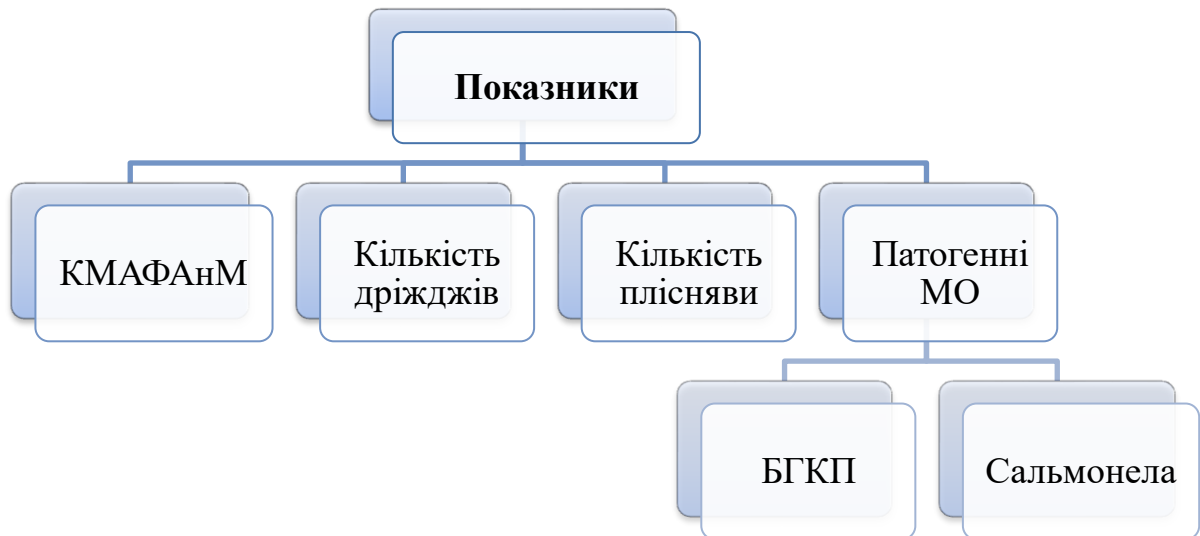 Показники
КМАФАнМ
Кількість
дріжджів
Кількість
плісняви
Патогенні
МО
БГКП
Сальмонела